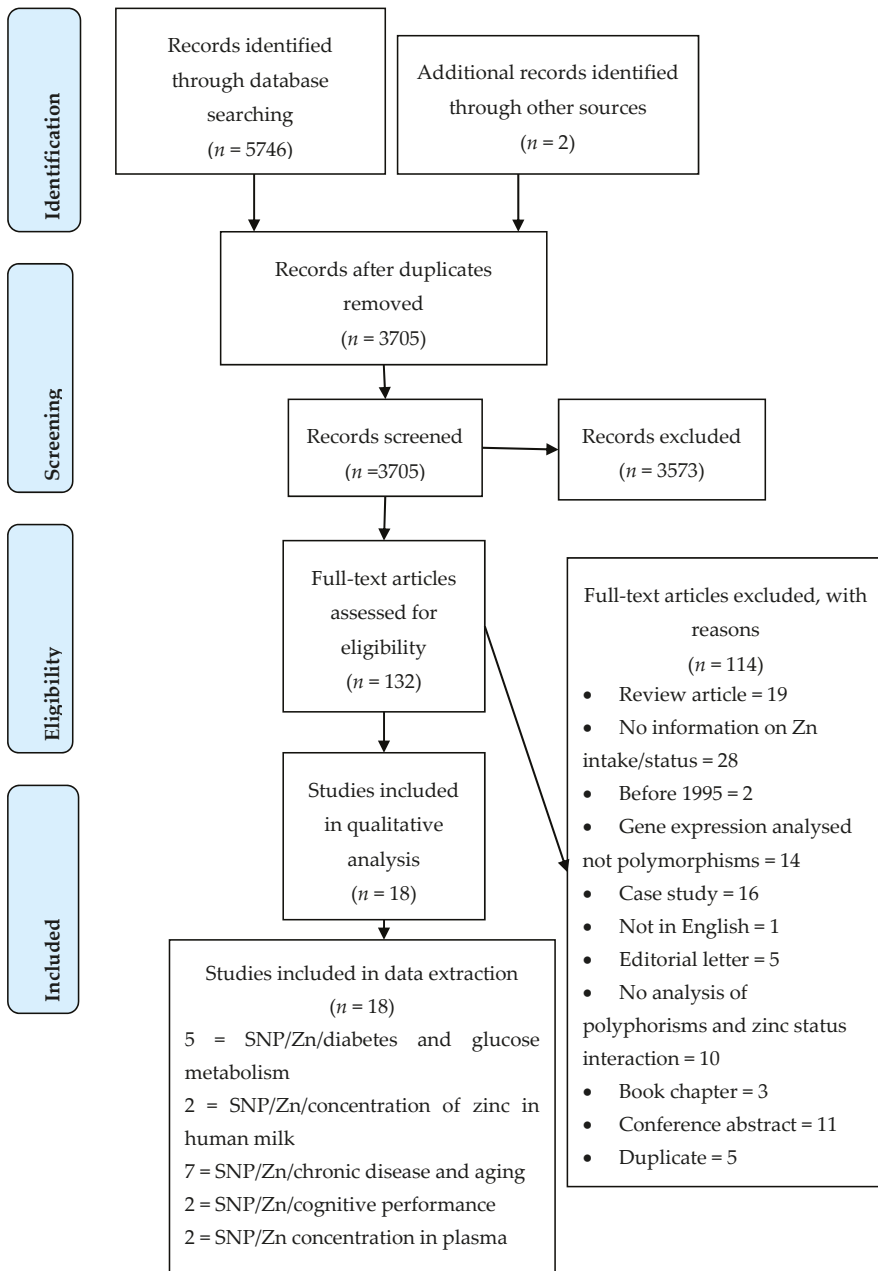 Identification
Records identified
through database
searching
(n = 5746)
Additional records identified
through other sources
(n = 2)
Records after duplicates
removed
(n = 3705)
Screening
Records screened
(n =3705)
Records excluded
(n = 3573)
Eligibility
Full-text articles
assessed for
eligibility
(n = 132)
Full-text articles excluded, with
reasons
(n = 114)
• Review article = 19
• No information on Zn
intake/status = 28
• Before 1995 = 2
• Gene expression analysed
not polymorphisms = 14
• Case study = 16
• Not in English = 1
• Editorial letter = 5
• No analysis of
polyphorisms and zinc status
interaction = 10
• Book chapter = 3
• Conference abstract = 11
• Duplicate = 5
Included
Studies included
in qualitative
analysis
(n = 18)
Studies included in data extraction
(n = 18)
5 = SNP/Zn/diabetes and glucose
metabolism
2 = SNP/Zn/concentration of zinc in
human milk
7 = SNP/Zn/chronic disease and aging
2 = SNP/Zn/cognitive performance
2 = SNP/Zn concentration in plasma